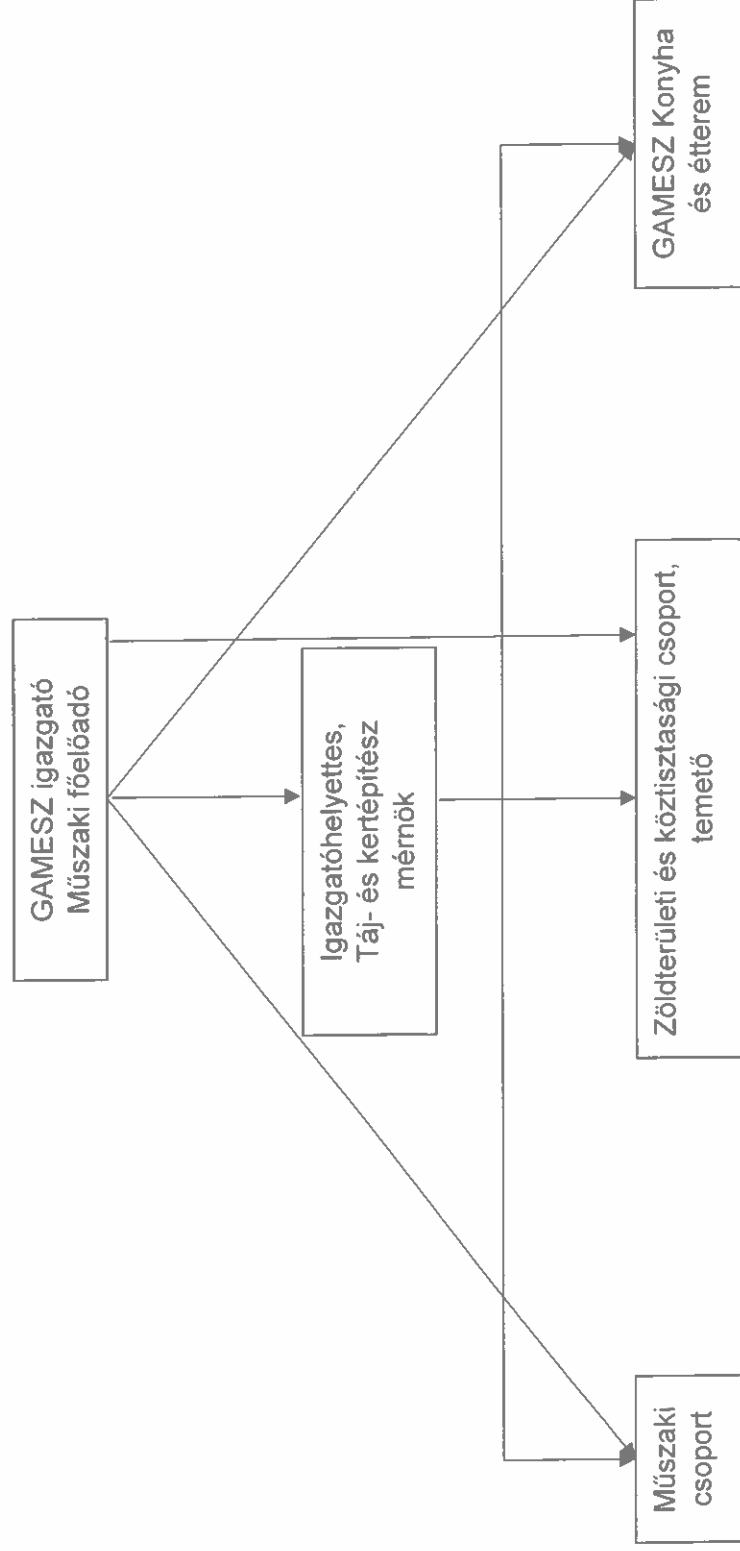 GAMESZ igazgató
Műszaki főelőadó
Igazgatóhelyettes,
Táj- és kertépítész
mérnök
Műszaki
csoport
Zöldterületi és köztisztasági csoport,
temető
GAMESZ Konyha
és étterem